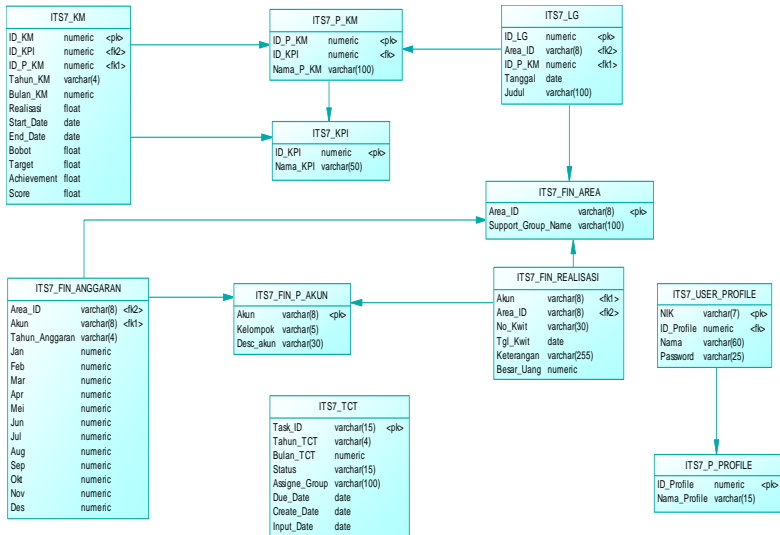 ITS7_KM
ID_KM numeric <pk>
ID_KPI numeric <fk2>
ID_P_KM numeric <fk1>
Tahun_KM varchar(4)
Bulan_KM numeric
Realisasi float
Start_Date date
End_Date date
Bobot float
Target float
Achievement float
Score float
ITS7_P_KM
ID_P_KM numeric <pk>
ID_KPI numeric <fk>
Nama_P_KM varchar(100)
ITS7_LG
ID_LG numeric <pk>
Area_ID varchar(8) <fk2>
ID_P_KM numeric <fk1>
Tanggal date
Judul varchar(100)
ITS7_KPI
ID_KPI numeric <pk>
Nama_KPI varchar(50)
ITS7_FIN_AREA
Area_ID varchar(8) <pk>
Support_Group_Name varchar(100)
ITS7_FIN_ANGGARAN
Area_ID varchar(8) <fk2>
Akun varchar(8) <fk1>
Tahun_Anggaran varchar(4)
Jan numeric
Feb numeric
Mar numeric
Apr numeric
Mei numeric
Jun numeric
Jul numeric
Aug numeric
Sep numeric
Okt numeric
Nov numeric
Des numeric
ITS7_FIN_P_AKUN
Akun varchar(8) <pk>
Kelompok varchar(5)
Desc_akun varchar(30)
ITS7_FIN_REALISASI
Akun varchar(8) <fk1>
Area_ID varchar(8) <fk2>
No_Kwit varchar(30)
Tgl_Kwit date
Keterangan varchar(255)
Besar_Uang numeric
ITS7_USER_PROFILE
NIK varchar(7) <pk>
ID_Profile numeric <fk>
Nama varchar(60)
Password varchar(25)
ITS7_TCT
Task_ID varchar(15) <pk>
Tahun_TCT varchar(4)
Bulan_TCT numeric
Status varchar(15)
Assigne_Group varchar(100)
Due_Date date
Create_Date date
Input_Date date
ITS7_P_PROFILE
ID_Profile numeric <pk>
Nama_Profile varchar(15)